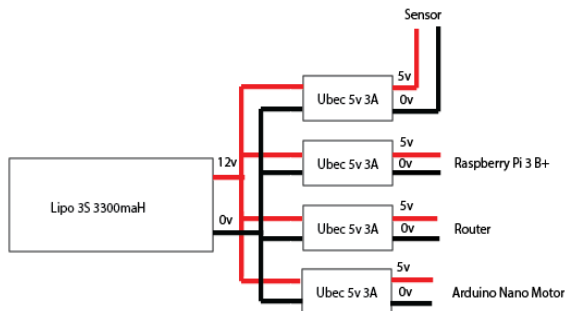 Sensor
5v
Ubec 5v 3A
0v
12v
5v
Ubec 5v 3A
0v
Raspberry Pi 3 B+
Lipo 3S 3300maH
0v
5v
Ubec 5v 3A
0v
Router
5v
Ubec 5v 3A
0v
Arduino Nano Motor